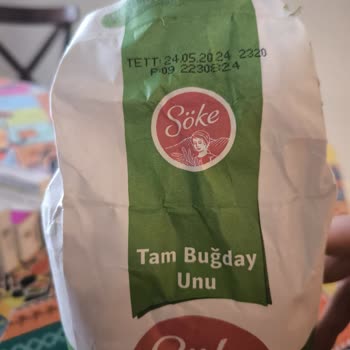 TETT: 24.05.2024 2320
Söke
Tam Buğday
Unu